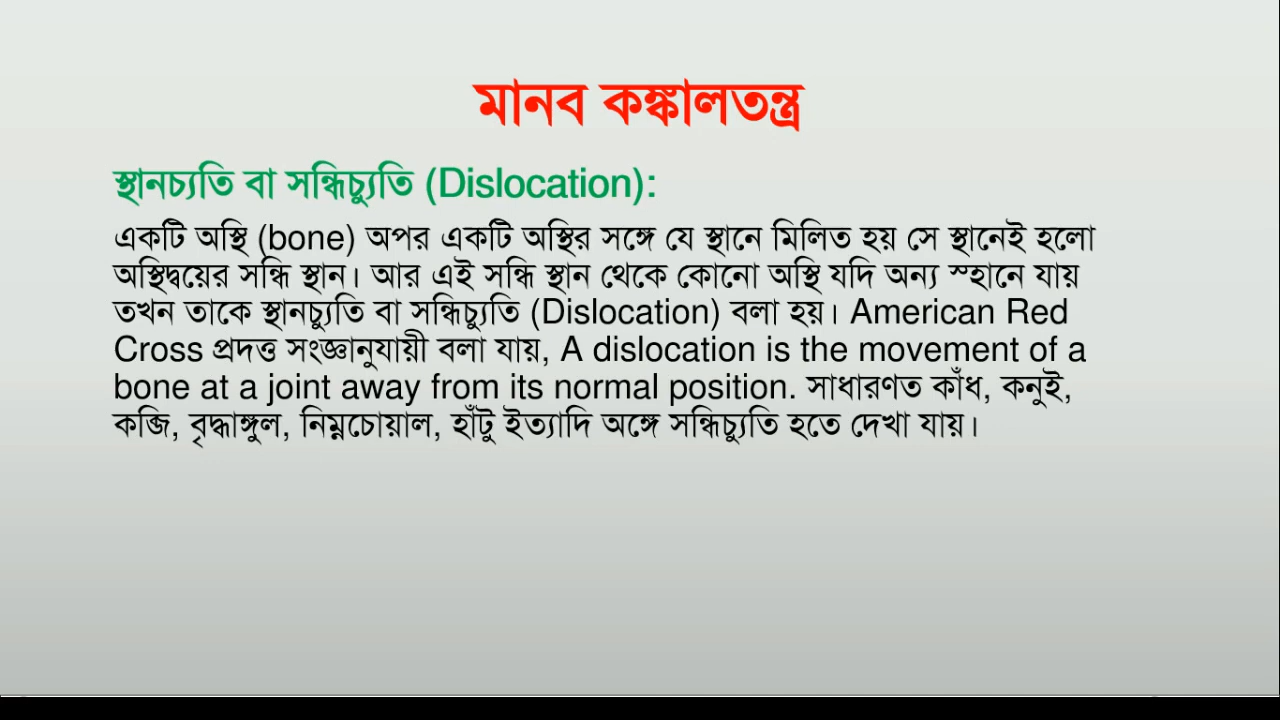 মানব কঙ্কালতন্ত্র
স্থানচ্যতি বা সন্ধিচ্যুতি (Dislocation):
একটি অস্থি (bone) অপর একটি অস্থির সঙ্গে যে স্থানে মিলিত হয় সে স্থানেই হলো
অস্থিদ্বয়ের সন্ধি স্থান। আর এই সন্ধি স্থান থেকে কোনো অস্থি যদি অন্য স্হানে যায়
তখন তাকে স্থানচ্যুতি বা সন্ধিচ্যুতি (Dislocation) বলা হয়। American Red
Cross প্রদত্ত সংজ্ঞানুযায়ী বলা যায়, A dislocation is the movement of a
bone at a joint away from its normal position. সাধারণত কাঁধ, কনুই,
কব্জি, বৃদ্ধাঙ্গুল, নিম্নচোয়াল, হাঁটু ইত্যাদি অঙ্গে সন্ধিচ্যুতি হতে দেখা যায়।